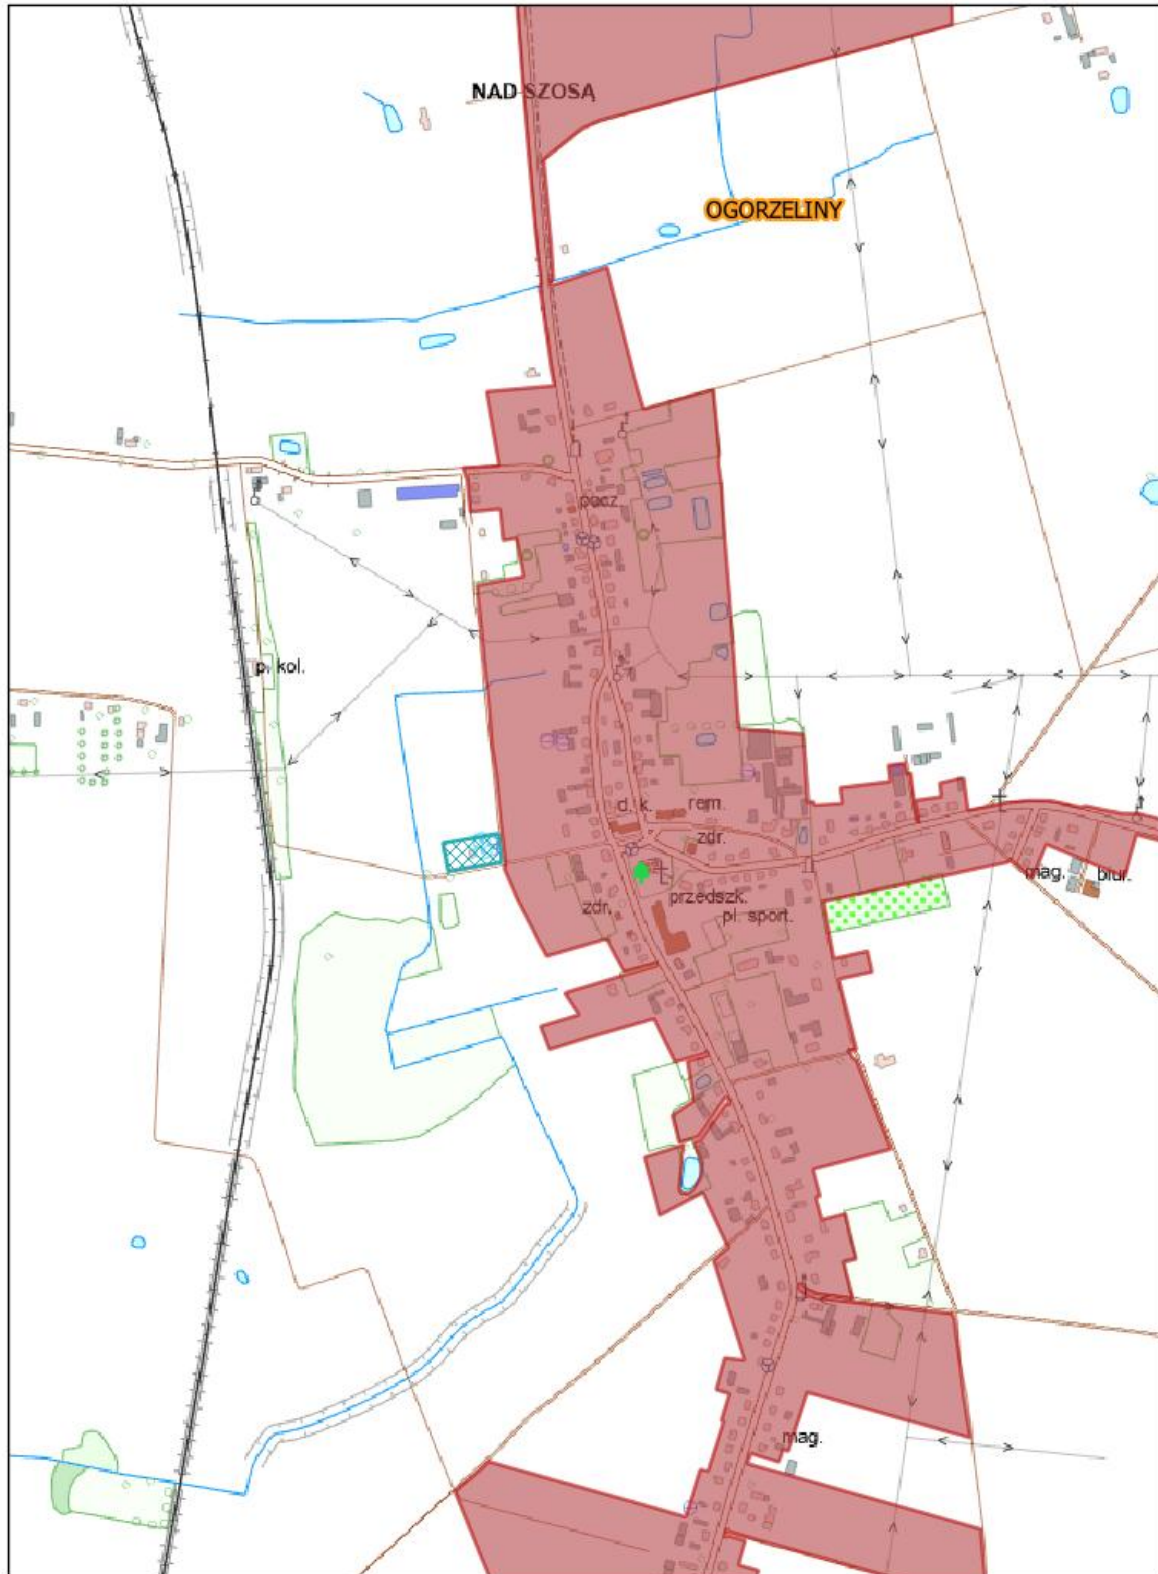 NAD SZOSĄ
OGORZELINY
pocz.
p. kol.
d. k.
rem.
zdr.
przedszk.
zdr.
pl. sport.
mag.
biur.
mag.